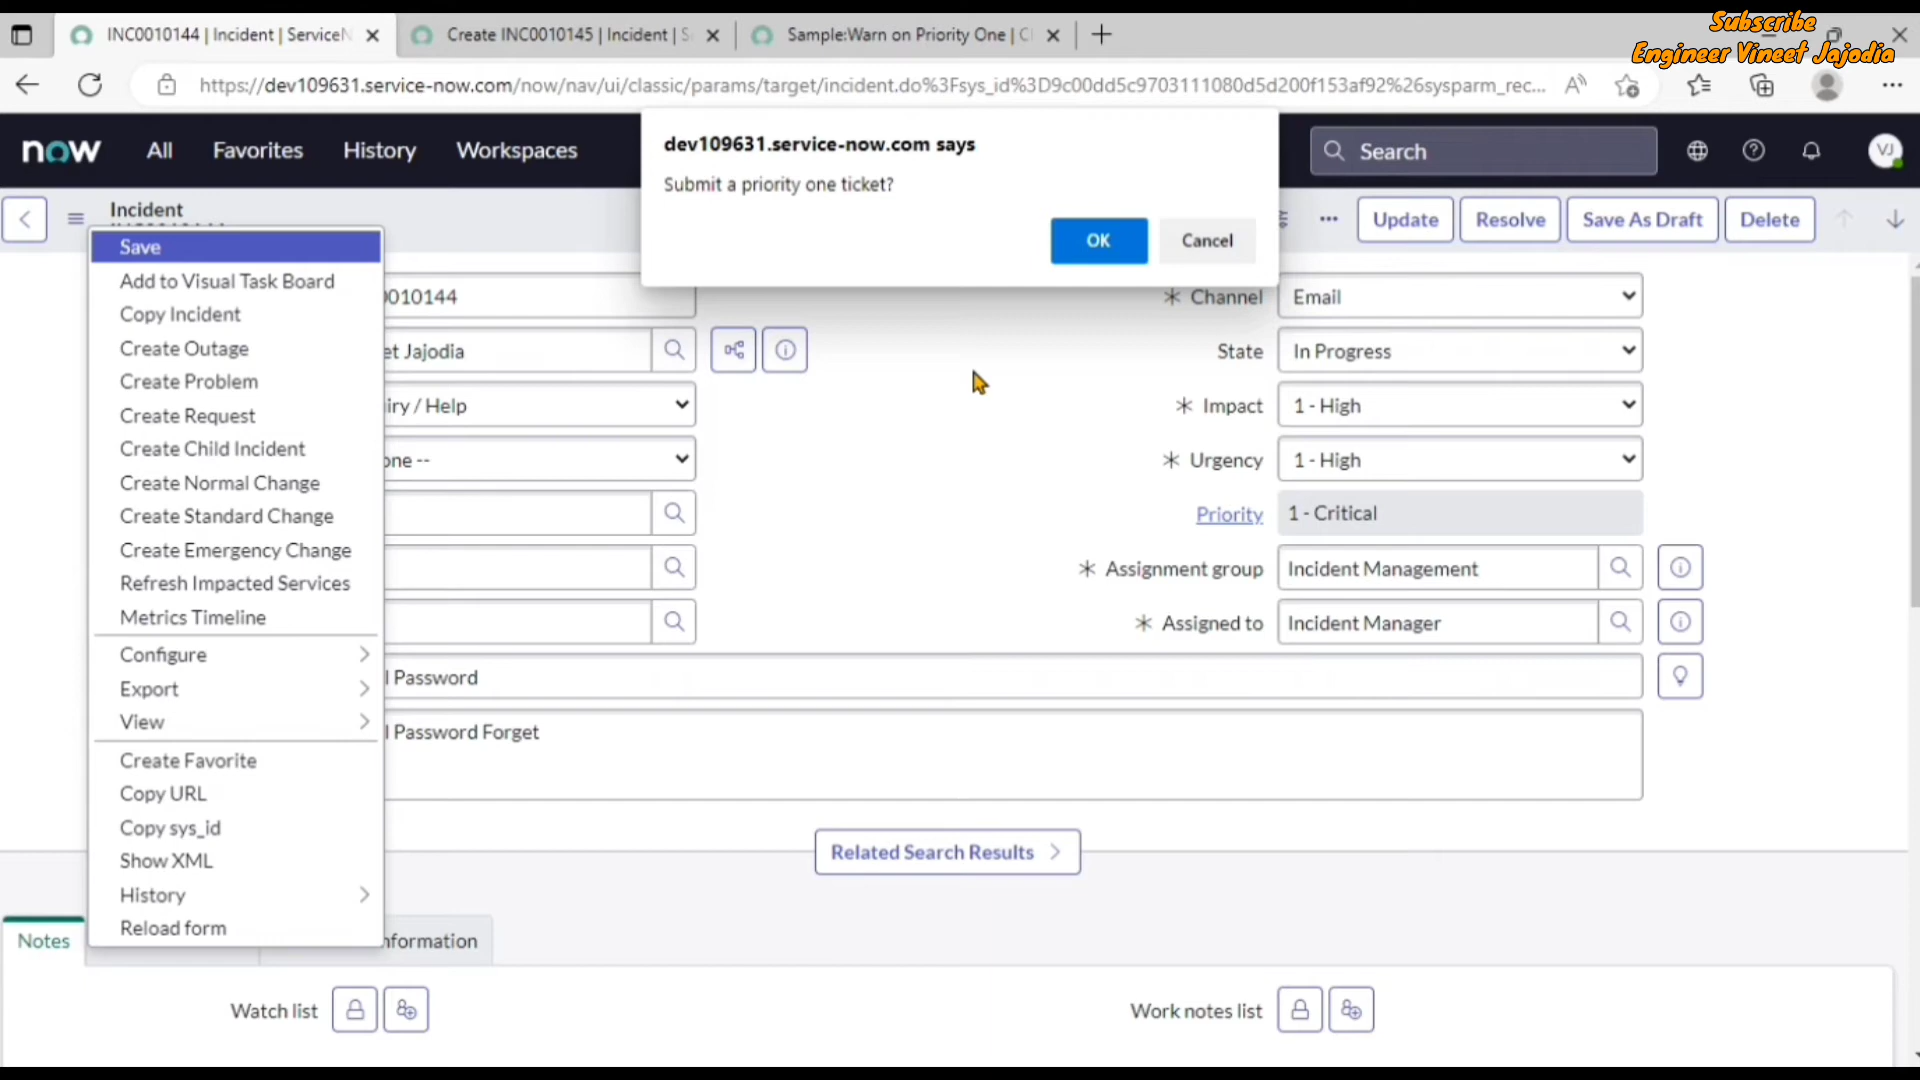 Subscribe
Engineer Vineet Jajodia
INC0010144 | Incident | ServiceN
Create INC0010145 | Incident | S
Sample:Warn on Priority One | C
https://dev109631.service-now.com/now/nav/ui/classic/params/target/incident.do%3Fsys_id%3D9c00dd5c9703111080d5d200f153af92%26sysparm_rec...
now
All
Favorites
History
Workspaces
Search
VJ
dev109631.service-now.com says
Submit a priority one ticket?
OK
Cancel
Incident
Update
Resolve
Save As Draft
Delete
Save
Add to Visual Task Board
Copy Incident
Create Outage
Create Problem
Create Request
Create Child Incident
Create Normal Change
Create Standard Change
Create Emergency Change
Refresh Impacted Services
Metrics Timeline
Configure
Export
View
Create Favorite
Copy URL
Copy sys_id
Show XML
History
Reload form
0010144
et Jajodia
iry / Help
one --
l Password
l Password Forget
Channel
Email
State
In Progress
Impact
1 - High
Urgency
1 - High
Priority
1 - Critical
Assignment group
Incident Management
Assigned to
Incident Manager
Related Search Results
Notes
nformation
Watch list
Work notes list